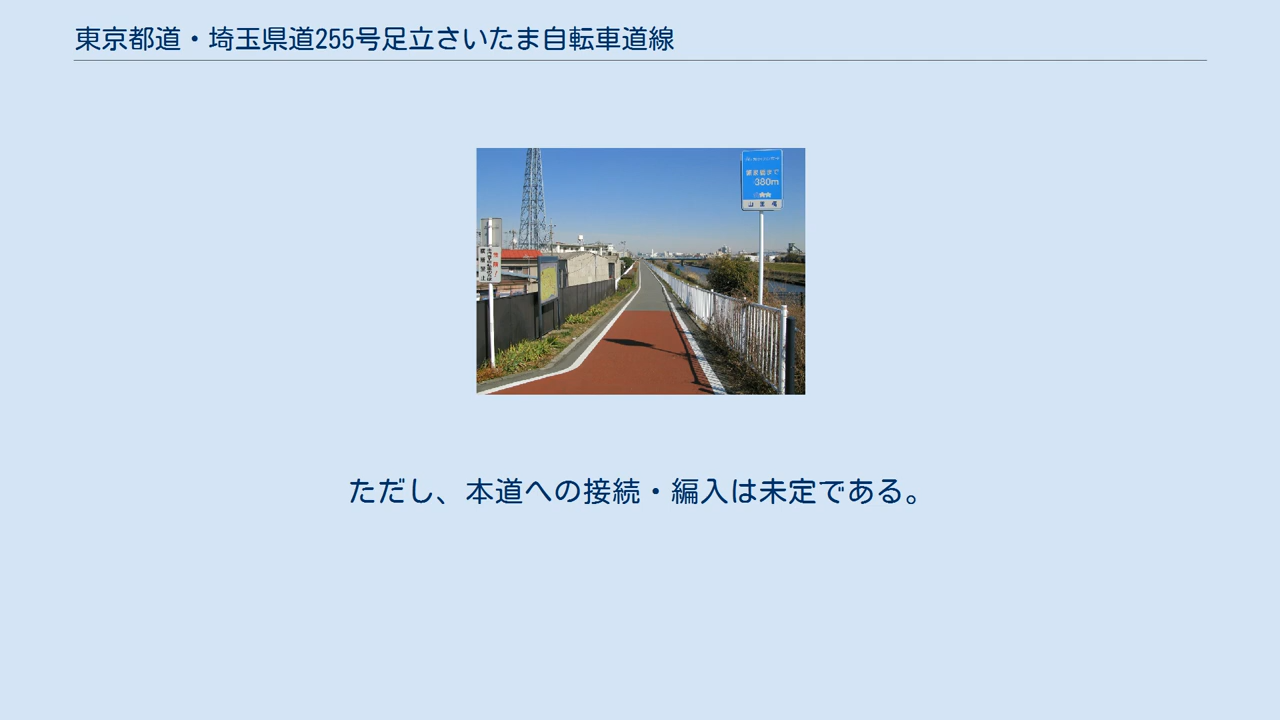 東京都道・埼玉県道255号足立さいたま自転車道線
380m
ただし、本道への接続・編入は未定である。